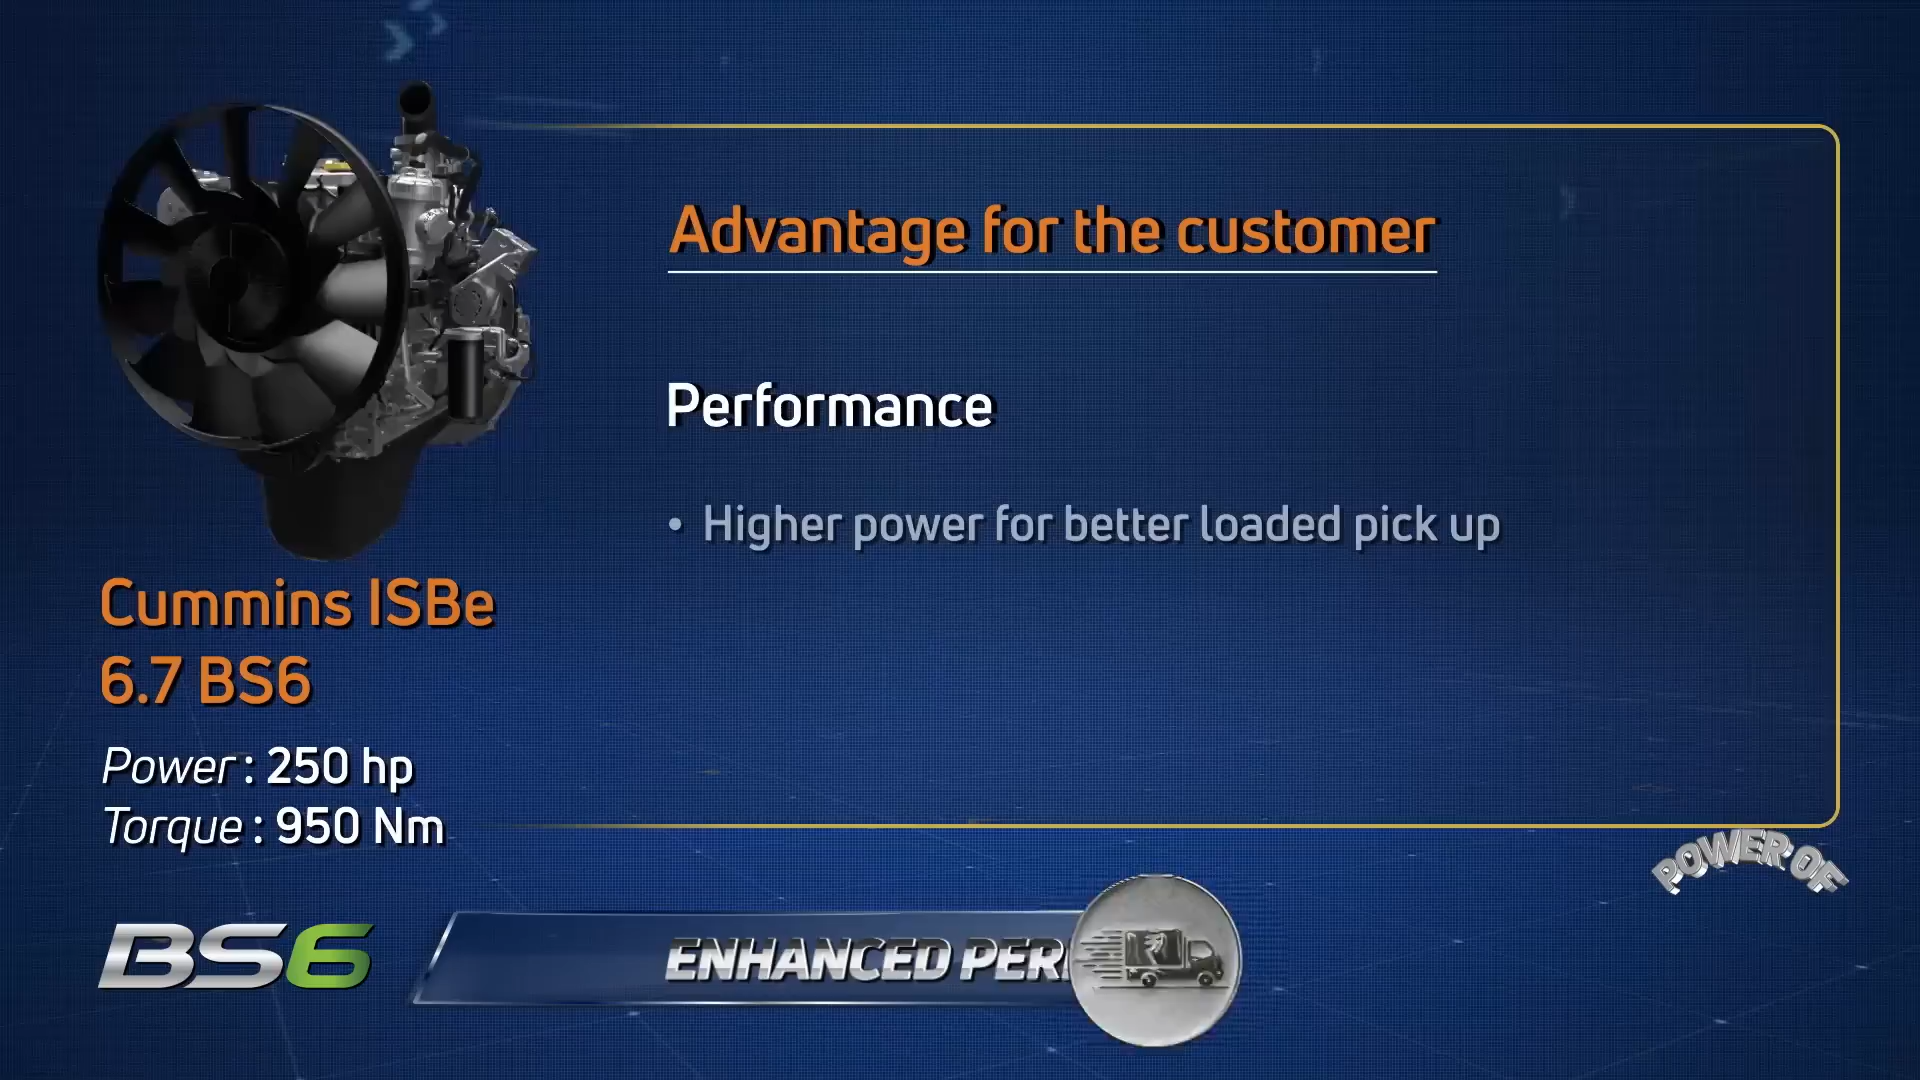 Advantage for the customer
Performance
• Higher power for better loaded pick up
Cummins ISBe
6.7 BS6
Power : 250 hp
Torque : 950 Nm
POWER OF
BS6
ENHANCED PER
₹